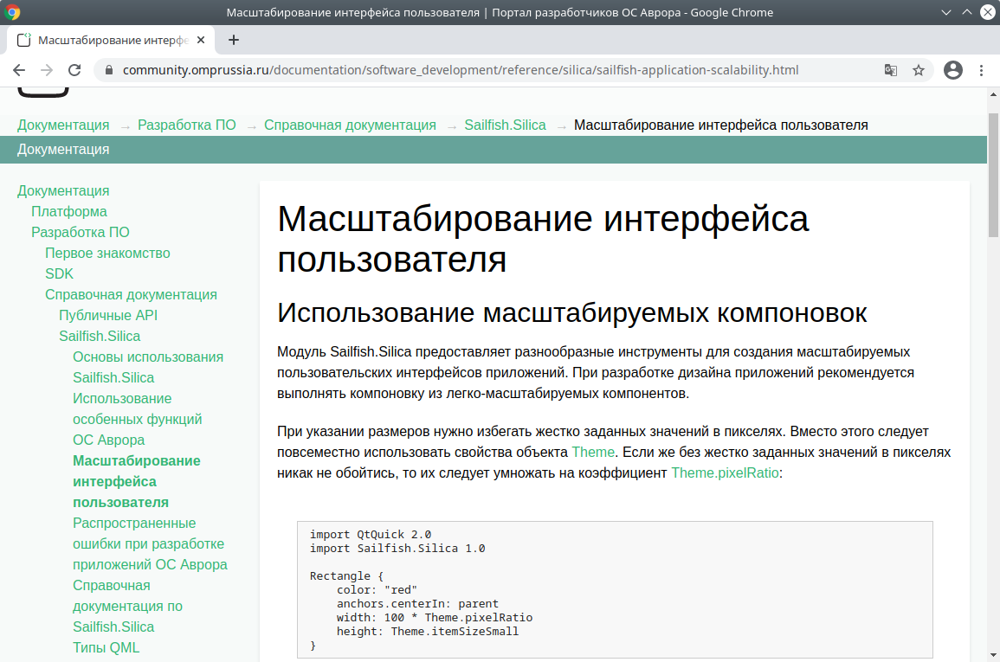 Масштабирование интерфейса пользователя | Портал разработчиков ОС Аврора - Google Chrome
Масштабирование интерфе
community.omprussia.ru/documentation/software_development/reference/silica/sailfish-application-scalability.html
Документация → Разработка ПО → Справочная документация → Sailfish.Silica → Масштабирование интерфейса пользователя
Документация
Документация
Платформа
Разработка ПО
Первое знакомство
SDK
Справочная документация
Публичные API
Sailfish.Silica
Основы использования
Sailfish.Silica
Использование
особенных функций
ОС Аврора
Масштабирование
интерфейса
пользователя
Распространенные
ошибки при разработке
приложений ОС Аврора
Справочная
документация по
Sailfish.Silica
Типы QML
Масштабирование интерфейса
пользователя
Использование масштабируемых компоновок
Модуль Sailfish.Silica предоставляет разнообразные инструменты для создания масштабируемых
пользовательских интерфейсов приложений. При разработке дизайна приложений рекомендуется
выполнять компоновку из легко-масштабируемых компонентов.
При указании размеров нужно избегать жестко заданных значений в пикселях. Вместо этого следует
повсеместно использовать свойства объекта Theme. Если же без жестко заданных значений в пикселях
никак не обойтись, то их следует умножать на коэффициент Theme.pixelRatio:
import QtQuick 2.0
import Sailfish.Silica 1.0
Rectangle {
    color: "red"
    anchors.centerIn: parent
    width: 100 * Theme.pixelRatio
    height: Theme.itemSizeSmall
}